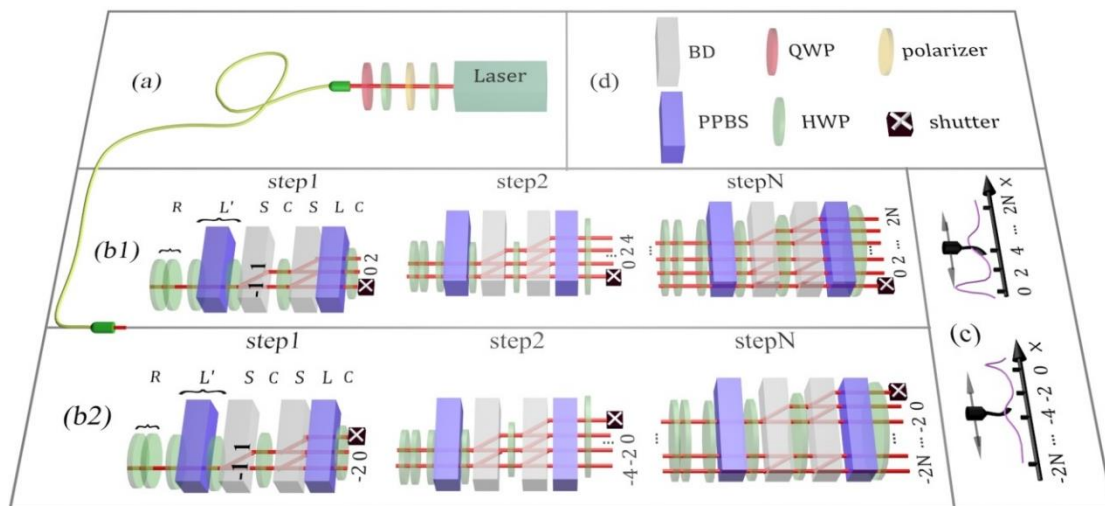 (a)
Laser
(d)
BD
QWP
polarizer
PPBS
HWP
shutter
step1
step2
stepN
R L' S C S L C
(b1)
-1 1
0 2
0 2 4 ...
...
0 2 ... 2N
0 2 4 ... 2N X
step1
step2
stepN
R L' S C S L C
(b2)
-1 1
-2 0
-4 -2 0 ...
...
-2N ... -2 0
(c)
-2N ... -4 -2 0 X